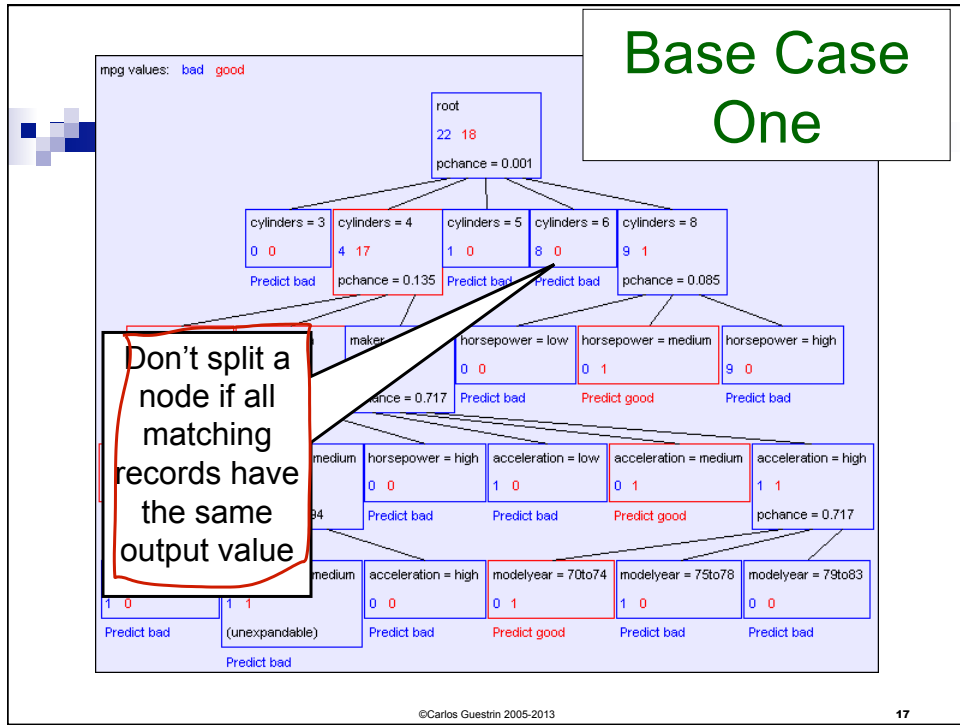 Base Case
One
mpg values: bad good
root
22 18
pchance = 0.001
cylinders = 3 cylinders = 4 cylinders = 5 cylinders = 6 cylinders = 8
0 0 4 17 1 0 8 0 9 1
Predict bad pchance = 0.135 Predict bad Predict bad pchance = 0.085
maker horsepower = low horsepower = medium horsepower = high
0 0 0 1 9 0
= 0.717 Predict bad Predict good Predict bad
Don't split a
node if all
matching
records have
the same
output value
medium horsepower = high acceleration = low acceleration = medium acceleration = high
0 0 1 0 0 1 1 1
94 Predict bad Predict bad Predict good pchance = 0.717
medium acceleration = high modelyear = 70to74 modelyear = 75to78 modelyear = 79to83
1 0 1 1 0 0 0 1 1 0 0 0
Predict bad (unexpandable) Predict bad Predict good Predict bad Predict bad
Predict bad
©Carlos Guestrin 2005-2013 17